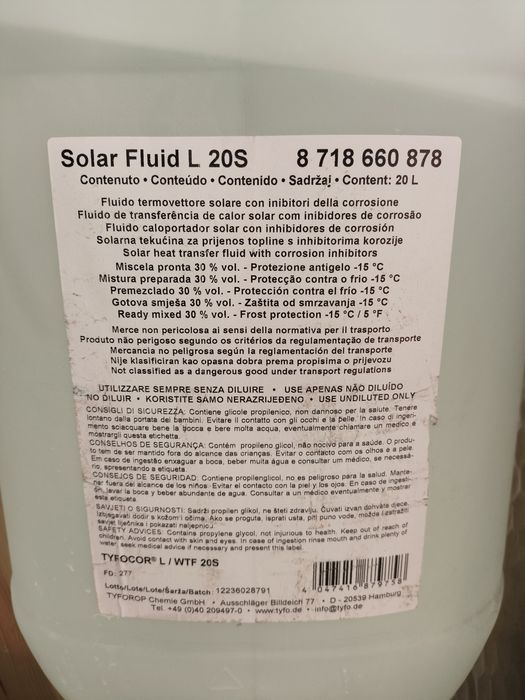 Solar Fluid L 20S 8 718 660 878
Contenuto • Conteúdo • Contenido • Sadržaj • Content: 20 L
Fluido termovettore solare con inibitori della corrosione
Fluido de transferência de calor solar com inibidores de corrosão
Fluido caloportador solar con inhibidores de corrosión
Solarna tekućina za prijenos topline s inhibitorima korozije
Solar heat transfer fluid with corrosion inhibitors
Miscela pronta 30 % vol. - Protezione antigelo -15 °C
Mistura preparada 30 % vol. - Protecção contra o frio -15 °C
Premezclado 30 % vol. - Protección contra el frio -15 °C
Gotova smješa 30 % vol. - Zaštita od smrzavanja -15 °C
Ready mixed 30 % vol. - Frost protection -15 °C / 5 °F
Merce non pericolosa ai sensi della normativa per il trasporto
Produto não perigoso segundo os critérios da regulamentação de transporte
Mercancia no peligrosa según la reglamentación del transporte
Nije klasificiran kao opasna dobra prema propisima o prijevozu
Not classified as a dangerous good under transport regulations
UTILIZZARE SEMPRE SENZA DILUIRE • USE APENAS NÃO DILUÍDO
NO DILUIR • KORISTITE SAMO NERAZRIJEĐENO • USE UNDILUTED ONLY
CONSIGLI DI SICUREZZA: Contiene glicole propilenico, non dannoso per la salute. Tenere
lontano dalla portata dei bambini. Evitare il contatto con gli occhi e la pelle. In caso di ingeri-
mento sciacquare bene la bocca e bere molta acqua, eventualmente chiamare un medico e
mostrargli questa etichetta.
CONSELHOS DE SEGURANÇA: Contém propileno glicol, não nocivo para a saúde. O produ-
to tem de ser mantido fora do alcance das crianças. Evitar o contacto com os olhos e a pele.
Em caso de ingestão enxaguar a boca, beber muita água e consultar um médico, se necessá-
rio, apresentando a etiqueta.
CONSEJOS DE SEGURIDAD: Contiene propilenglicol, no es peligroso para la salud. Mante-
ner fuera del alcance de los niños. Evitar el contacto con la piel y los ojos. En caso de ingesti-
ón, lavar la boca y beber abundante de agua. Consultar a un médico eventualmente y mostrar
esta etiqueta.
SAVJETI O SIGURNOSTI: Sadrži propilen glikol, ne šteti zdravlju. Čuvati izvan dohvata djece.
Izbjegavati dodir s kožom i očima. Ako se proguta, isprati usta, piti puno vode, možda i zatražiti
savjet liječnika i pokazati naljepnicu.
SAFETY ADVICES: Contains propylene glycol, not injurious to health. Keep out of reach of
children. Avoid contact with skin and eyes. In case of ingestion rinse mouth and drink plenty of
water, seek medical advice if necessary and present this label.
TYFOCOR® L / WTF 20S
FD: 277
Lotto/Lote/Lote/Šarža/Batch: 12236028791
4 047416 879758
TYFOROP Chemie GmbH • Ausschläger Billdeich 77 • D - 20539 Hamburg
Tel. +49 (0)40 209497-0 • www.tyfo.de • info@tyfo.de